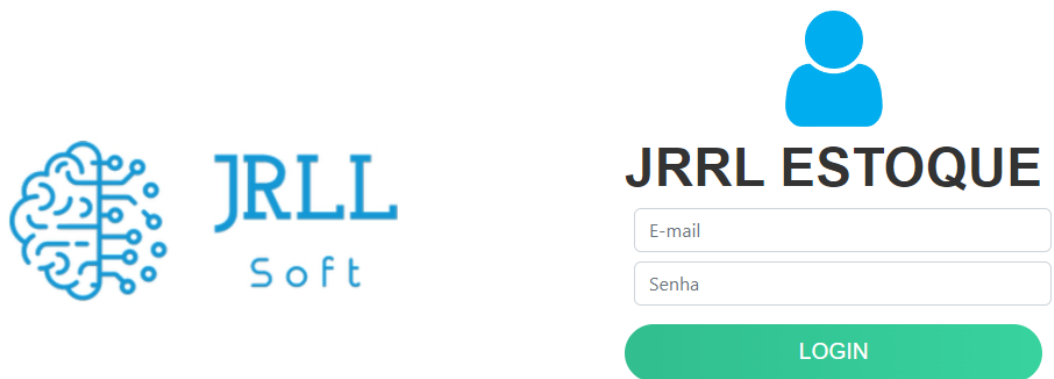 JRLL
Soft
JRRL ESTOQUE
E-mail
Senha
LOGIN